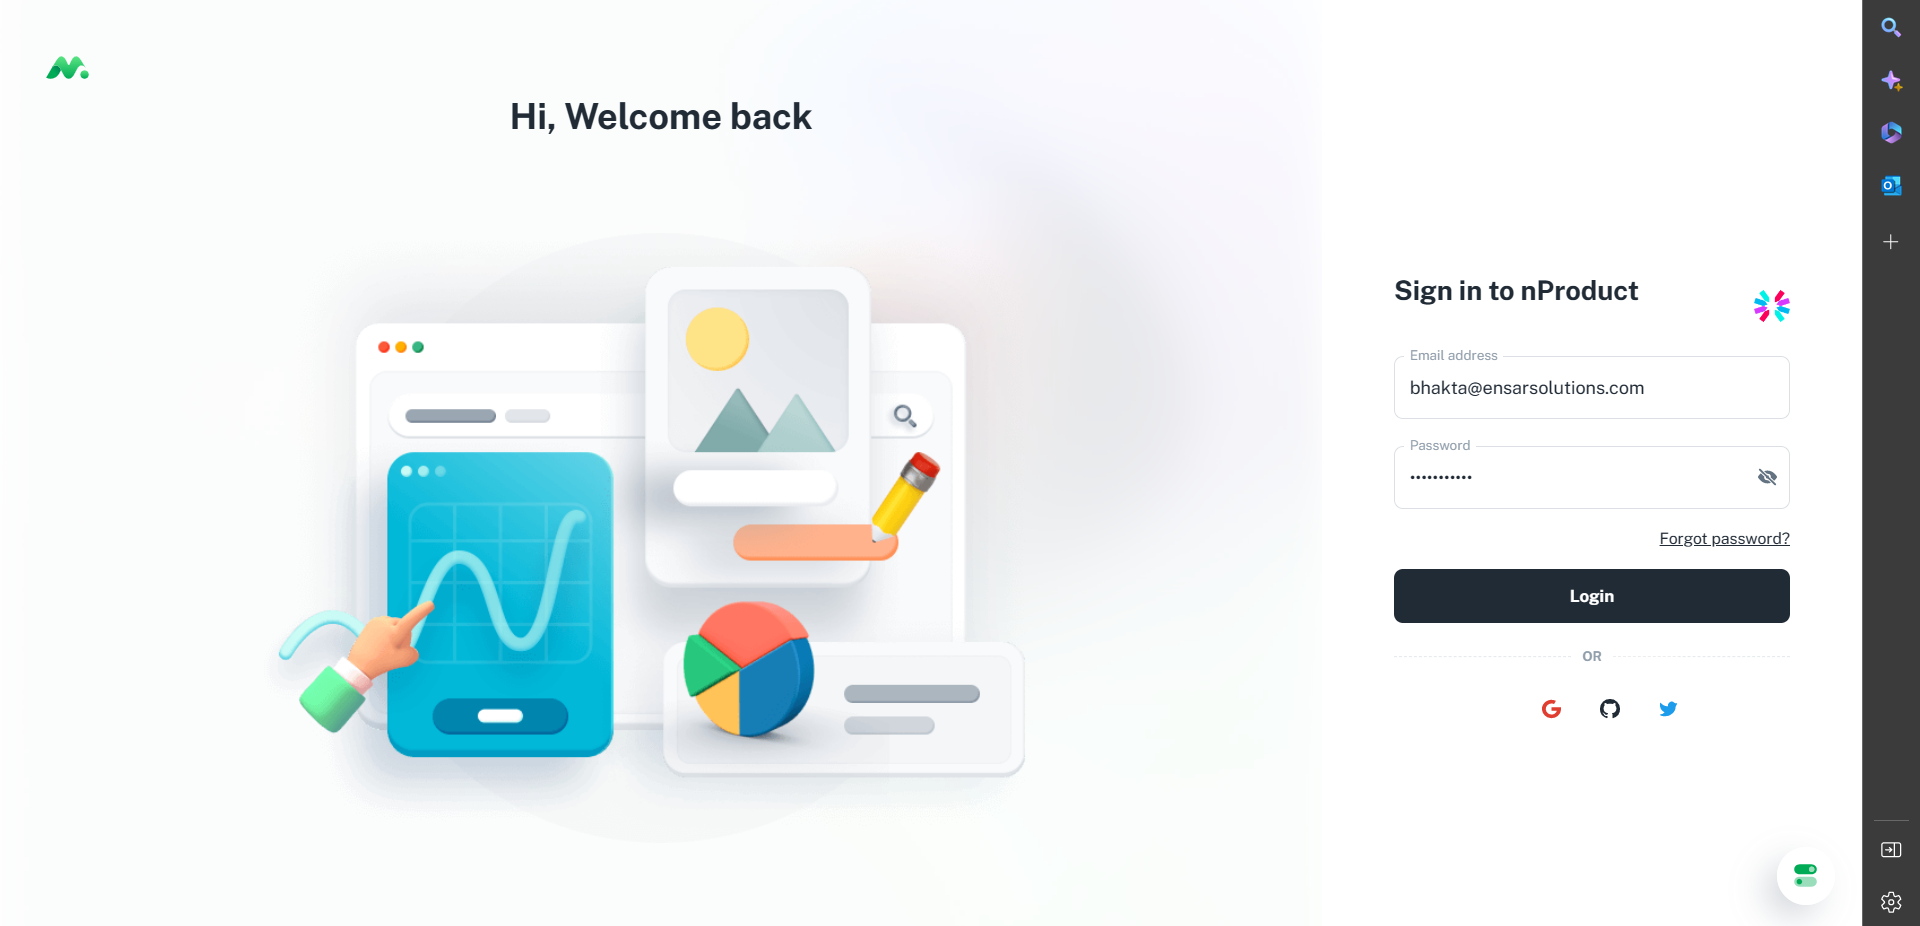 Hi, Welcome back
Sign in to nProduct
Email address
bhakta@ensarsolutions.com
Password
•••••••••••
Forgot password?
Login
OR